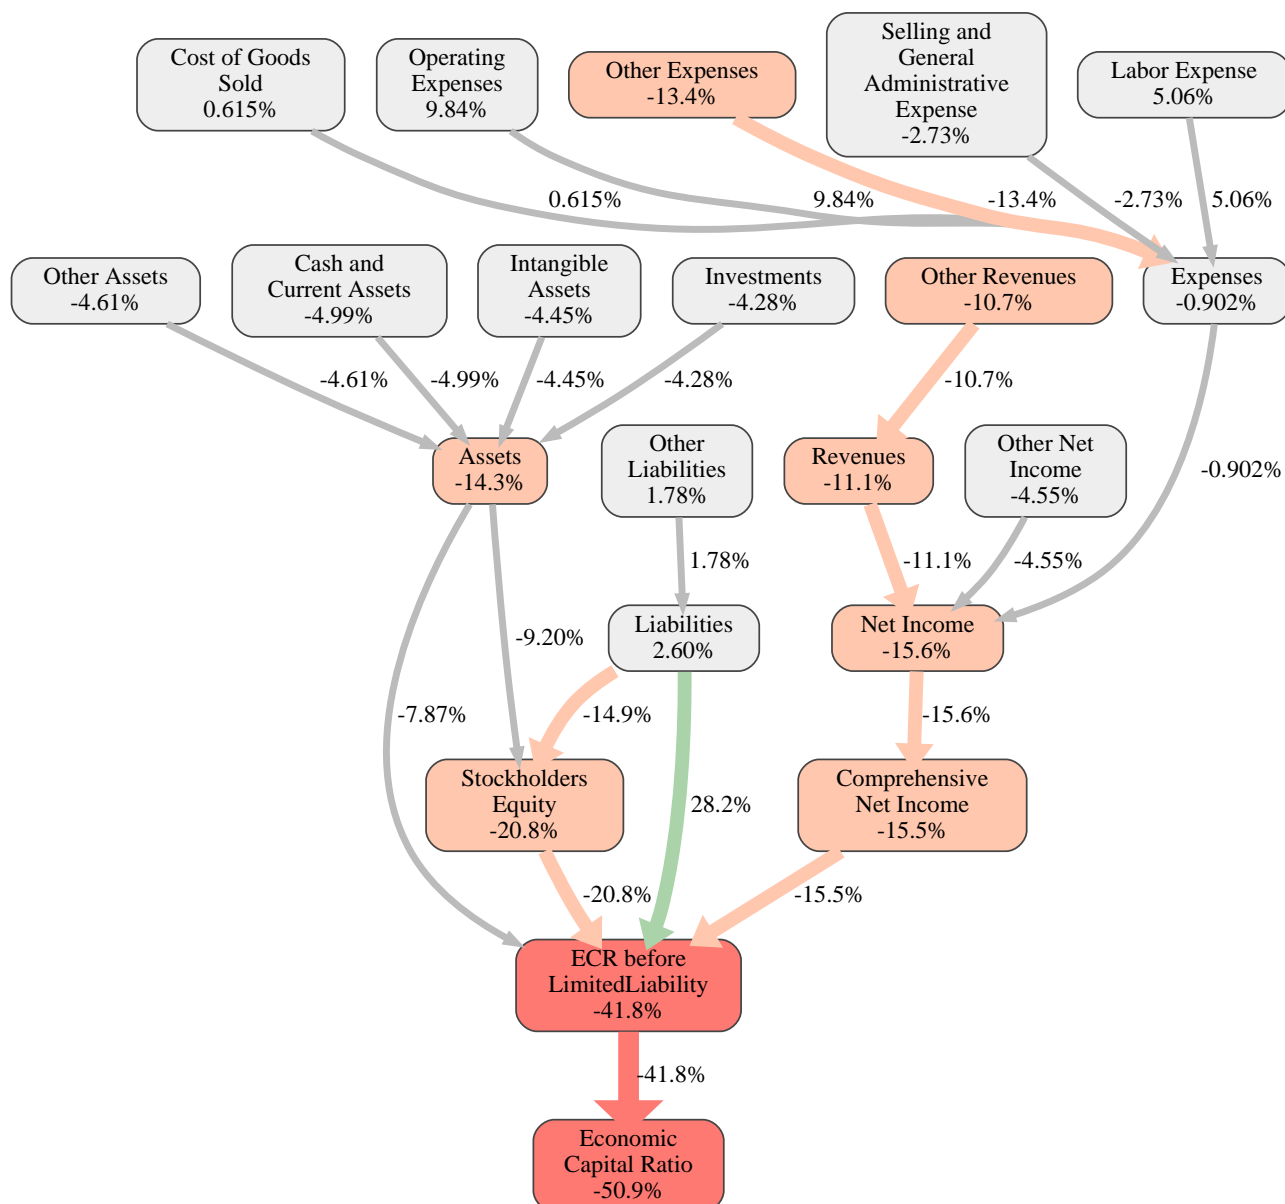 Cost of Goods
Sold
0.615%
Operating
Expenses
9.84%
Other Expenses
-13.4%
Selling and
General
Administrative
Expense
-2.73%
Labor Expense
5.06%
0.615%
9.84%
-13.4%
-2.73%
5.06%
Other Assets
-4.61%
Cash and
Current Assets
-4.99%
Intangible
Assets
-4.45%
Investments
-4.28%
Other Revenues
-10.7%
Expenses
-0.902%
-4.61%
-4.99%
-4.45%
-4.28%
-10.7%
Assets
-14.3%
Other
Liabilities
1.78%
Revenues
-11.1%
Other Net
Income
-4.55%
-0.902%
1.78%
-11.1%
-4.55%
-9.20%
Liabilities
2.60%
Net Income
-15.6%
-7.87%
-14.9%
-15.6%
Stockholders
Equity
-20.8%
28.2%
Comprehensive
Net Income
-15.5%
-20.8%
-15.5%
ECR before
LimitedLiability
-41.8%
-41.8%
Economic
Capital Ratio
-50.9%